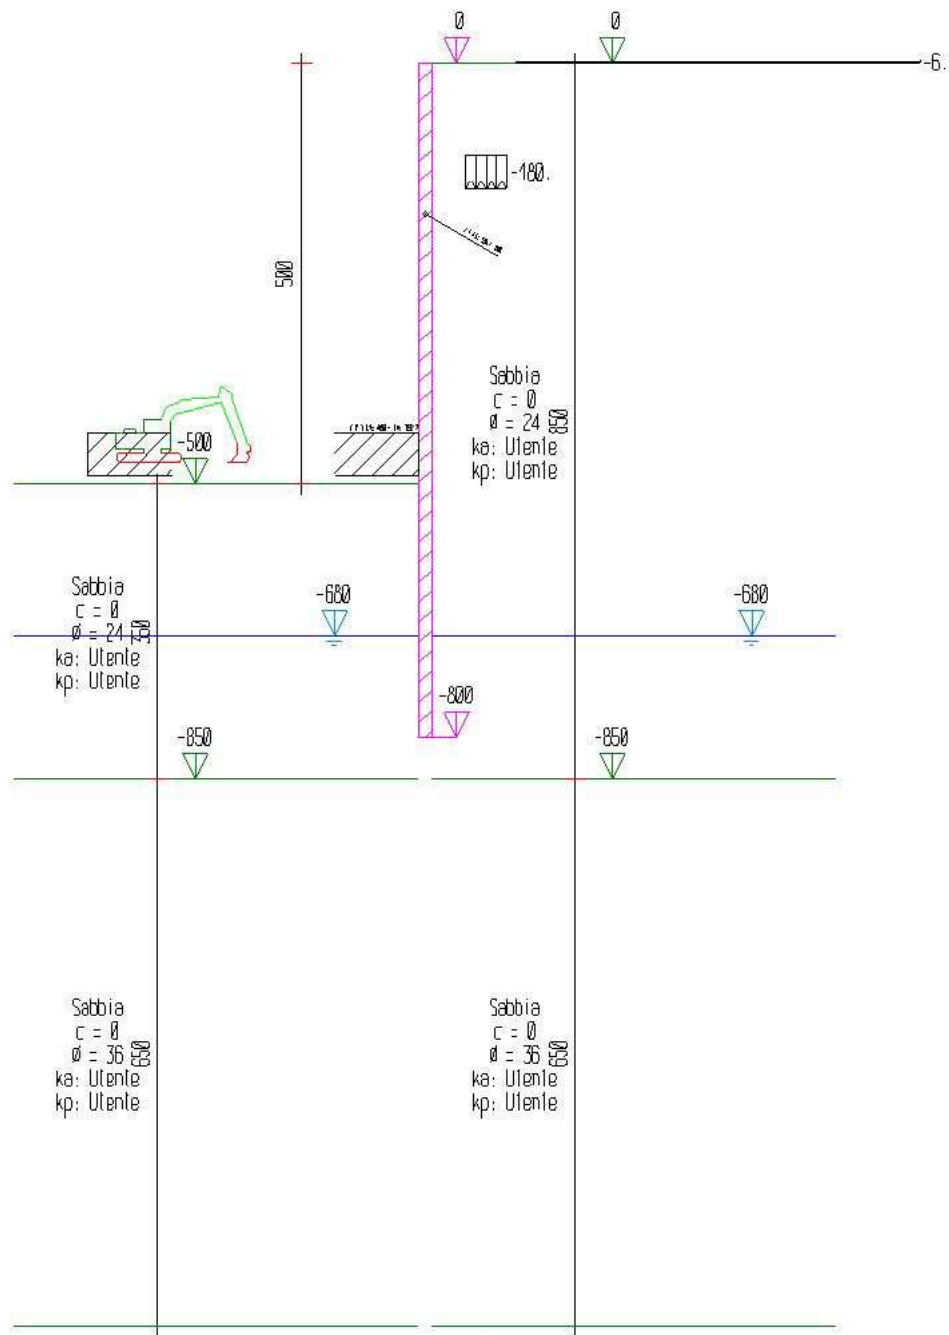 0
0
-6.
-180.
500
Sabbia
c = 0
ø = 24
850
ka: Utente
kp: Utente
-500
Sabbia
c = 0
ø = 24
350
ka: Utente
kp: Utente
-680
-680
-800
-850
-850
Sabbia
c = 0
ø = 36
650
ka: Utente
kp: Utente
Sabbia
c = 0
ø = 36
650
ka: Utente
kp: Utente